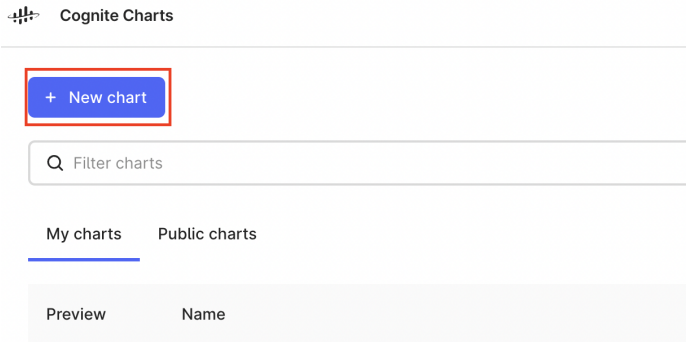 Cognite Charts
+ New chart
Filter charts
My charts Public charts
Preview Name